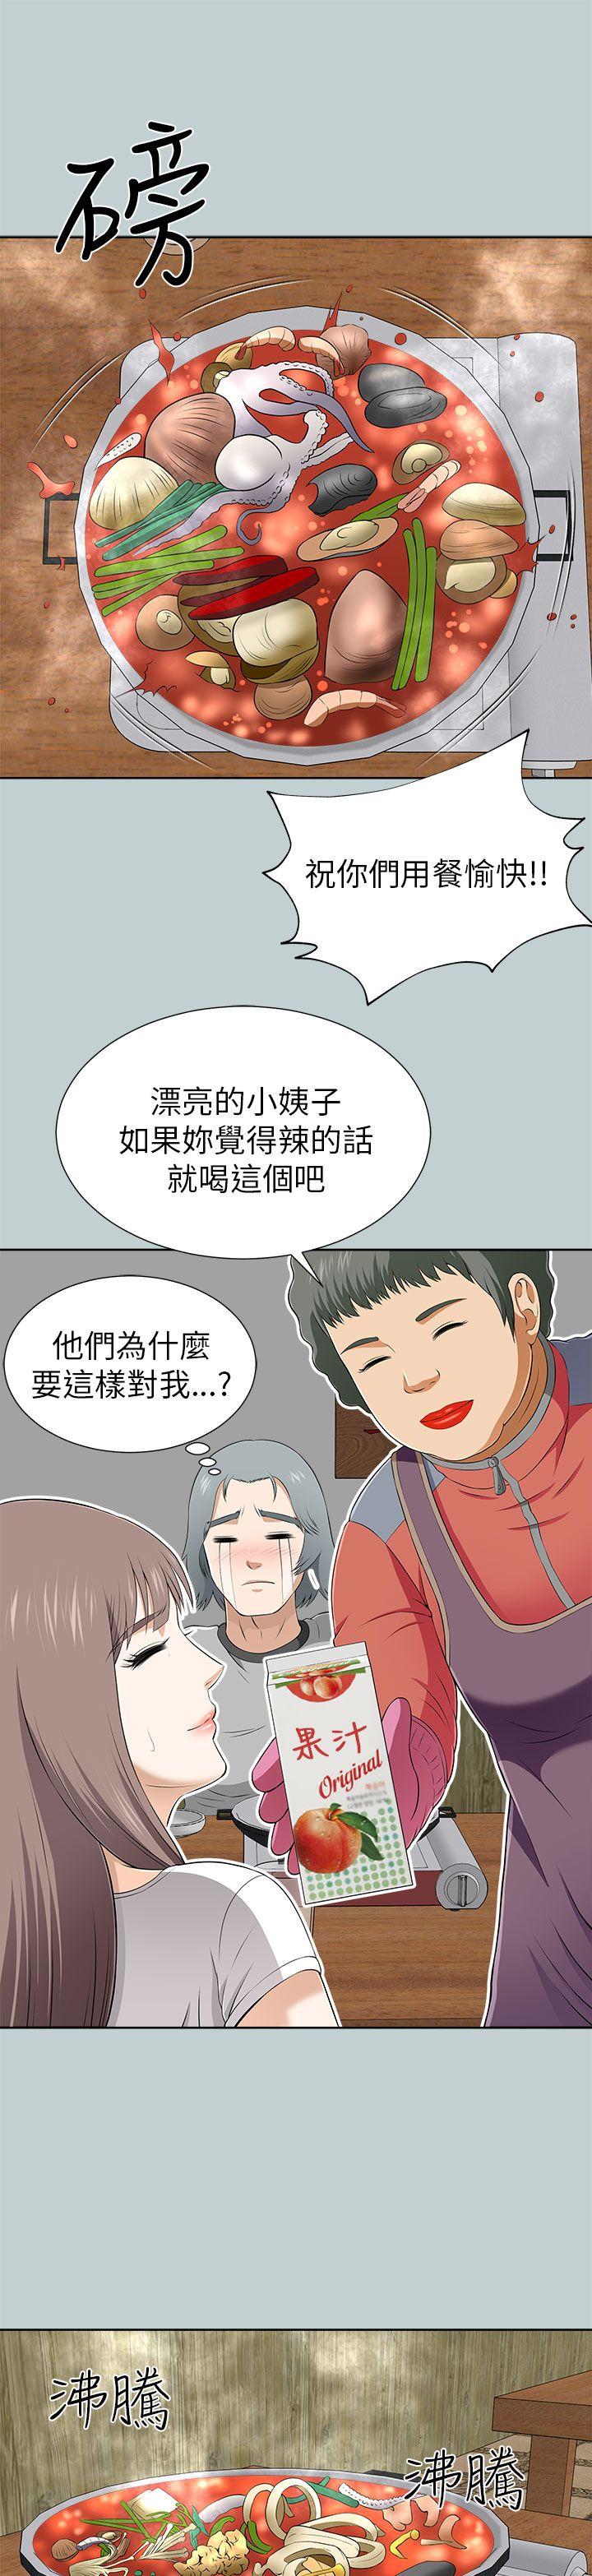 磅
祝你們用餐愉快!!
漂亮的小姨子
如果妳覺得辣的話
就喝這個吧
他們為什麼
要這樣對我...?
果汁
Original
沸騰
沸騰